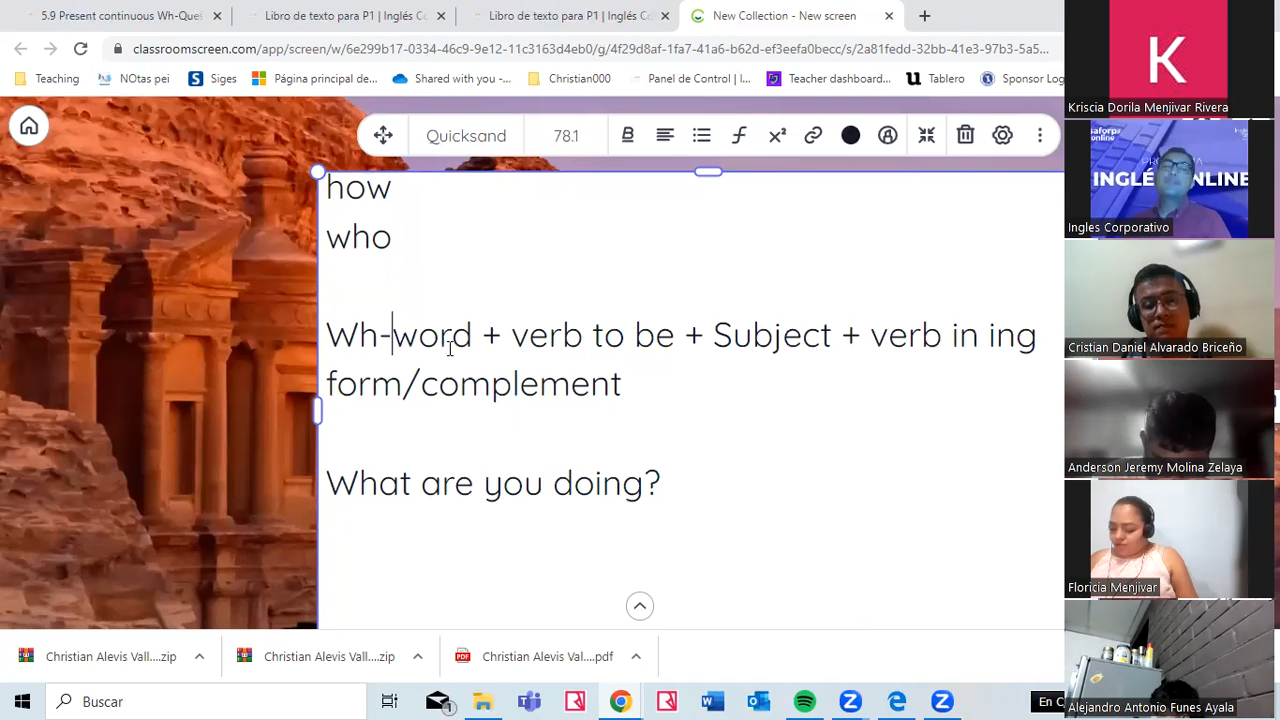 5.9 Present continuous Wh-Ques
Libro de texto para P1 | Inglés C
Libro de texto para P1 | Inglés Co
New Collection - New screen
classroomscreen.com/app/screen/w/6e299b17-0334-46c9-9e12-11c3163d4eb0/g/4f29d8af-1fa7-41a6-b62d-ef3eefa0becc/s/2a81fedd-32bb-41e3-97b3-5a5...
Teaching
NOtas pei
Siges
Página principal de...
Shared with you -...
Christian000
Panel de Control | I...
Teacher dashboard...
Tablero
Sponsor Log
Quicksand
78.1
how
who
Wh-word + verb to be + Subject + verb in ing
form/complement
What are you doing?
K
Kriscia Dorila Menjivar Rivera
INGLÉ
ONLINE
Ingles Corporativo
Cristian Daniel Alvarado Briceño
Anderson Jeremy Molina Zelaya
Floricia Menjivar
Alejandro Antonio Funes Ayala
Christian Alevis Vall....zip
Christian Alevis Vall....zip
Christian Alevis Val....pdf
Buscar
En C